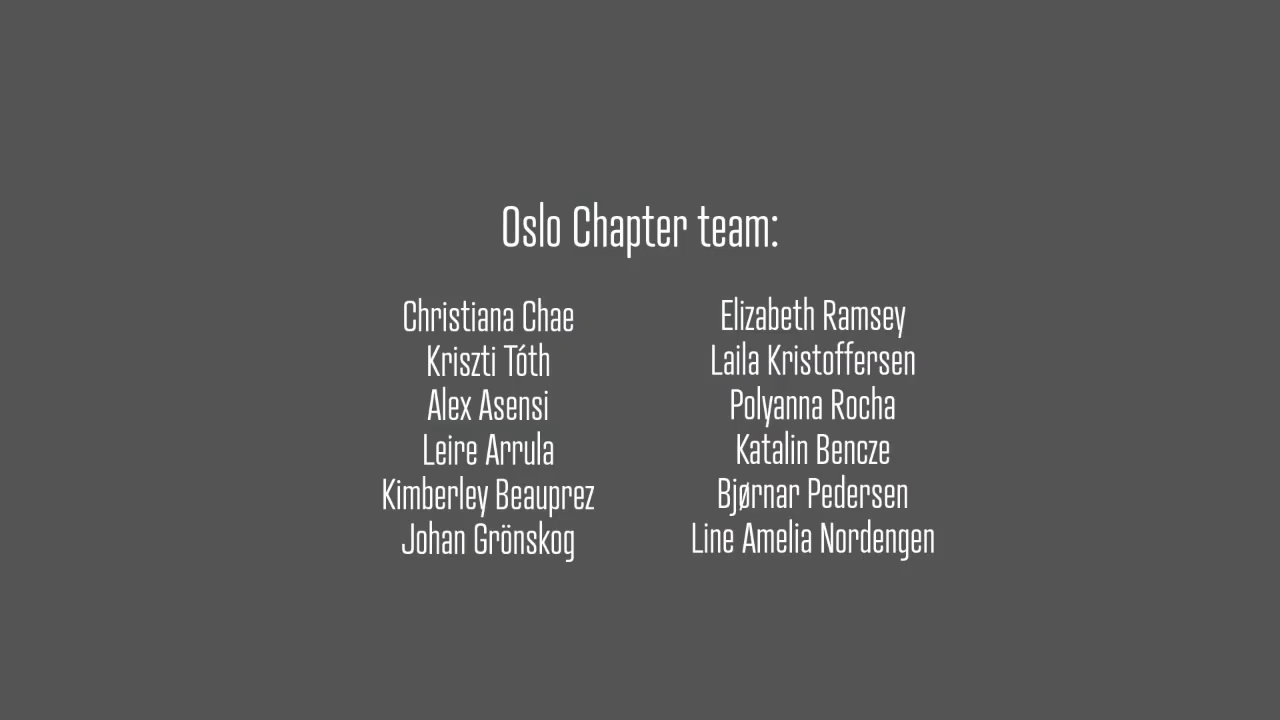 Oslo Chapter team:
Christiana Chae
Kriszti Tóth
Alex Asensi
Leire Arrula
Kimberley Beauprez
Johan Grönskog
Elizabeth Ramsey
Laila Kristoffersen
Polyanna Rocha
Katalin Bencze
Bjørnar Pedersen
Line Amelia Nordengen